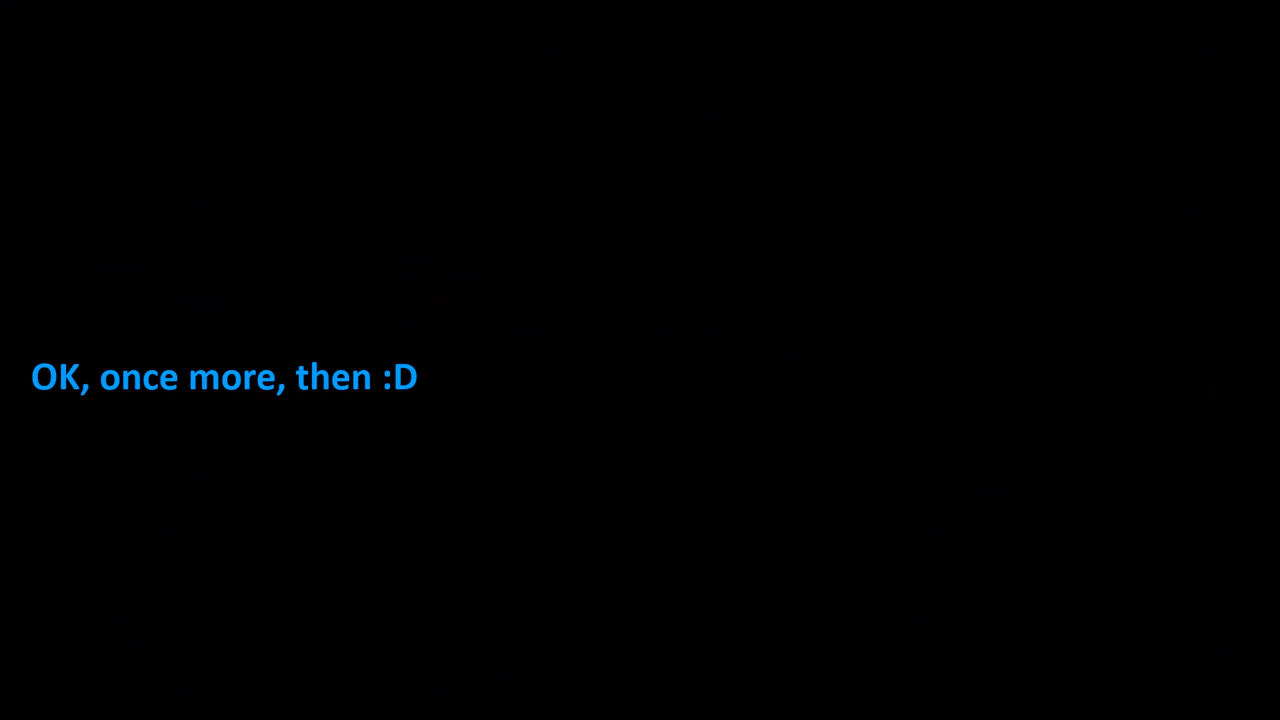 OK, once more, then :D